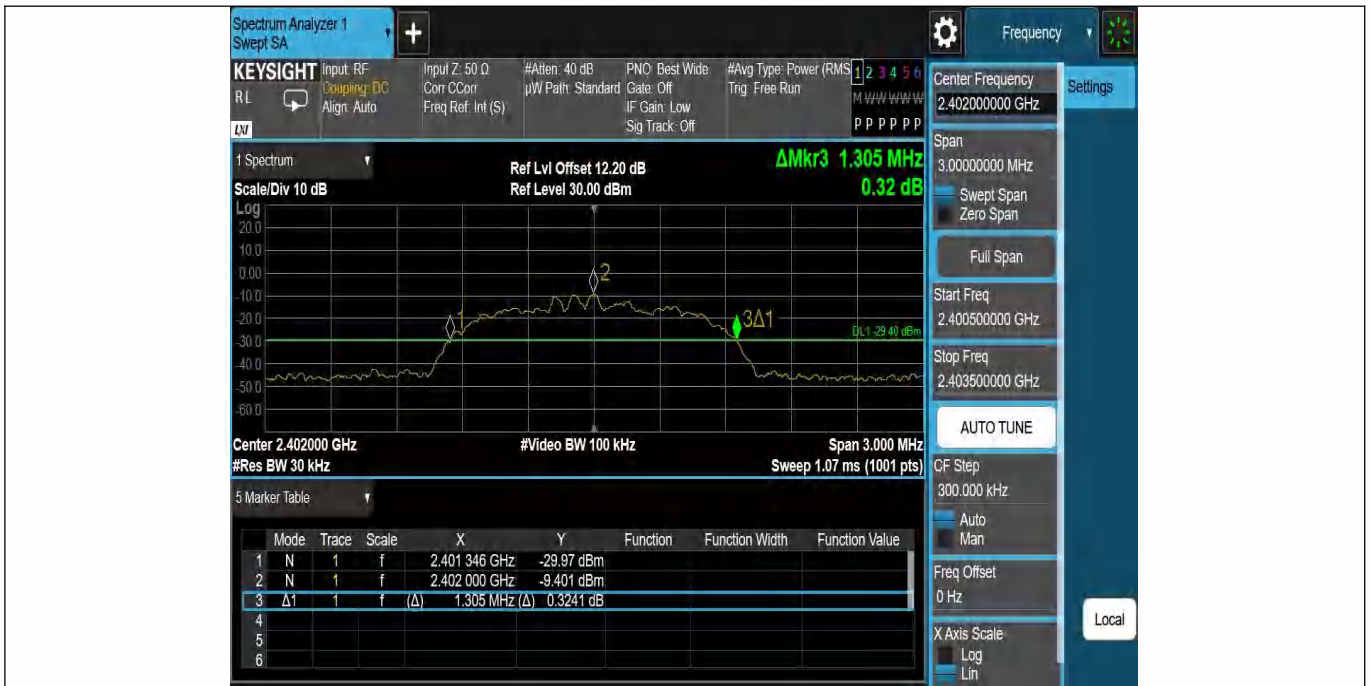 Spectrum Analyzer 1
Swept SA
+
Frequency
KEYSIGHT
RL
LXI
Input: RF
Coupling: DC
Align: Auto
Input Z: 50 Ω
Corr CCorr
Freq Ref: Int (S)
#Atten: 40 dB
µW Path: Standard
PNO: Best Wide
Gate: Off
IF Gain: Low
Sig Track: Off
#Avg Type: Power (RMS
Trig: Free Run
1 2 3 4 5 6
M W W W W W
P P P P P P
1 Spectrum
Scale/Div 10 dB
Ref Lvl Offset 12.20 dB
Ref Level 30.00 dBm
ΔMkr3 1.305 MHz
0.32 dB
Log
20.0
10.0
0.00
-10.0
-20.0
-30.0
-40.0
-50.0
-60.0
1
2
3Δ1
DL1 -29.40 dBm
Center 2.402000 GHz
#Video BW 100 kHz
Span 3.000 MHz
#Res BW 30 kHz
Sweep 1.07 ms (1001 pts)
5 Marker Table
Mode Trace Scale X Y Function Function Width Function Value
1 N 1 f 2.401 346 GHz -29.97 dBm
2 N 1 f 2.402 000 GHz -9.401 dBm
3 Δ1 1 f (Δ) 1.305 MHz (Δ) 0.3241 dB
4
5
6
Center Frequency
2.402000000 GHz
Span
3.00000000 MHz
Swept Span
Zero Span
Full Span
Start Freq
2.400500000 GHz
Stop Freq
2.403500000 GHz
AUTO TUNE
CF Step
300.000 kHz
Auto
Man
Freq Offset
0 Hz
X Axis Scale
Log
Lin
Settings
Local